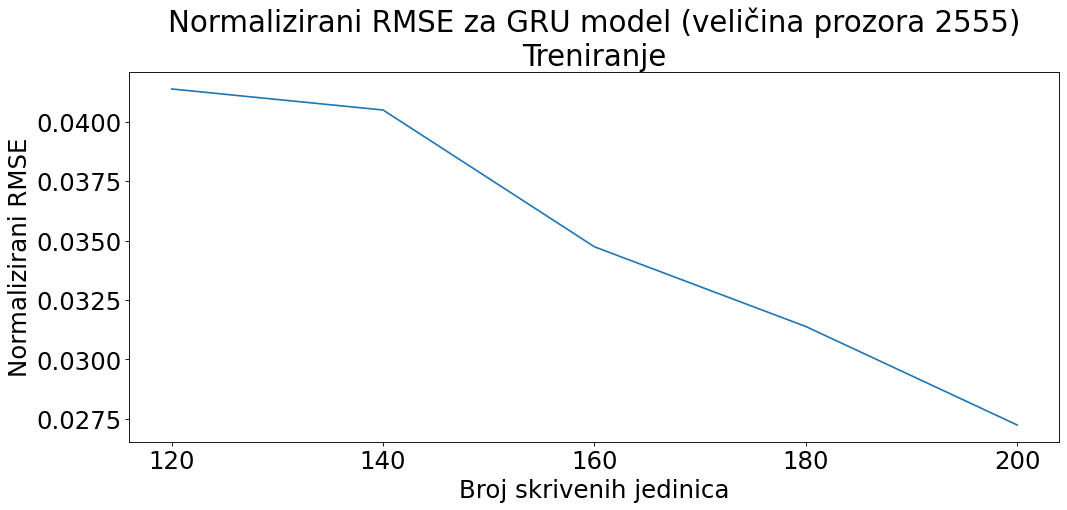 Normalizirani RMSE za GRU model (veličina prozora 2555)
Treniranje
Normalizirani RMSE
0.0400
0.0375
0.0350
0.0325
0.0300
0.0275
120 140 160 180 200
Broj skrivenih jedinica